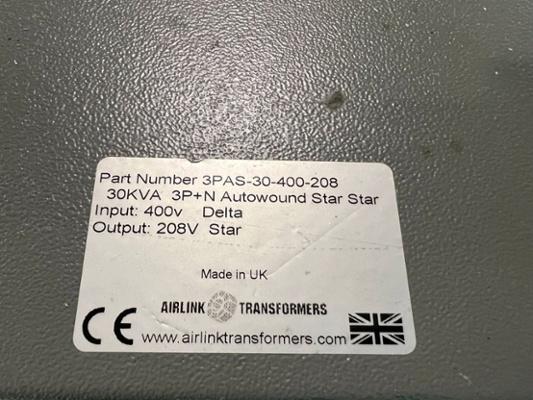 Part Number 3PAS-30-400-208
30KVA 3P+N Autowound Star Star
Input: 400v Delta
Output: 208V Star
Made in UK
AIRLINK TRANSFORMERS
CE www.airlinktransformers.com